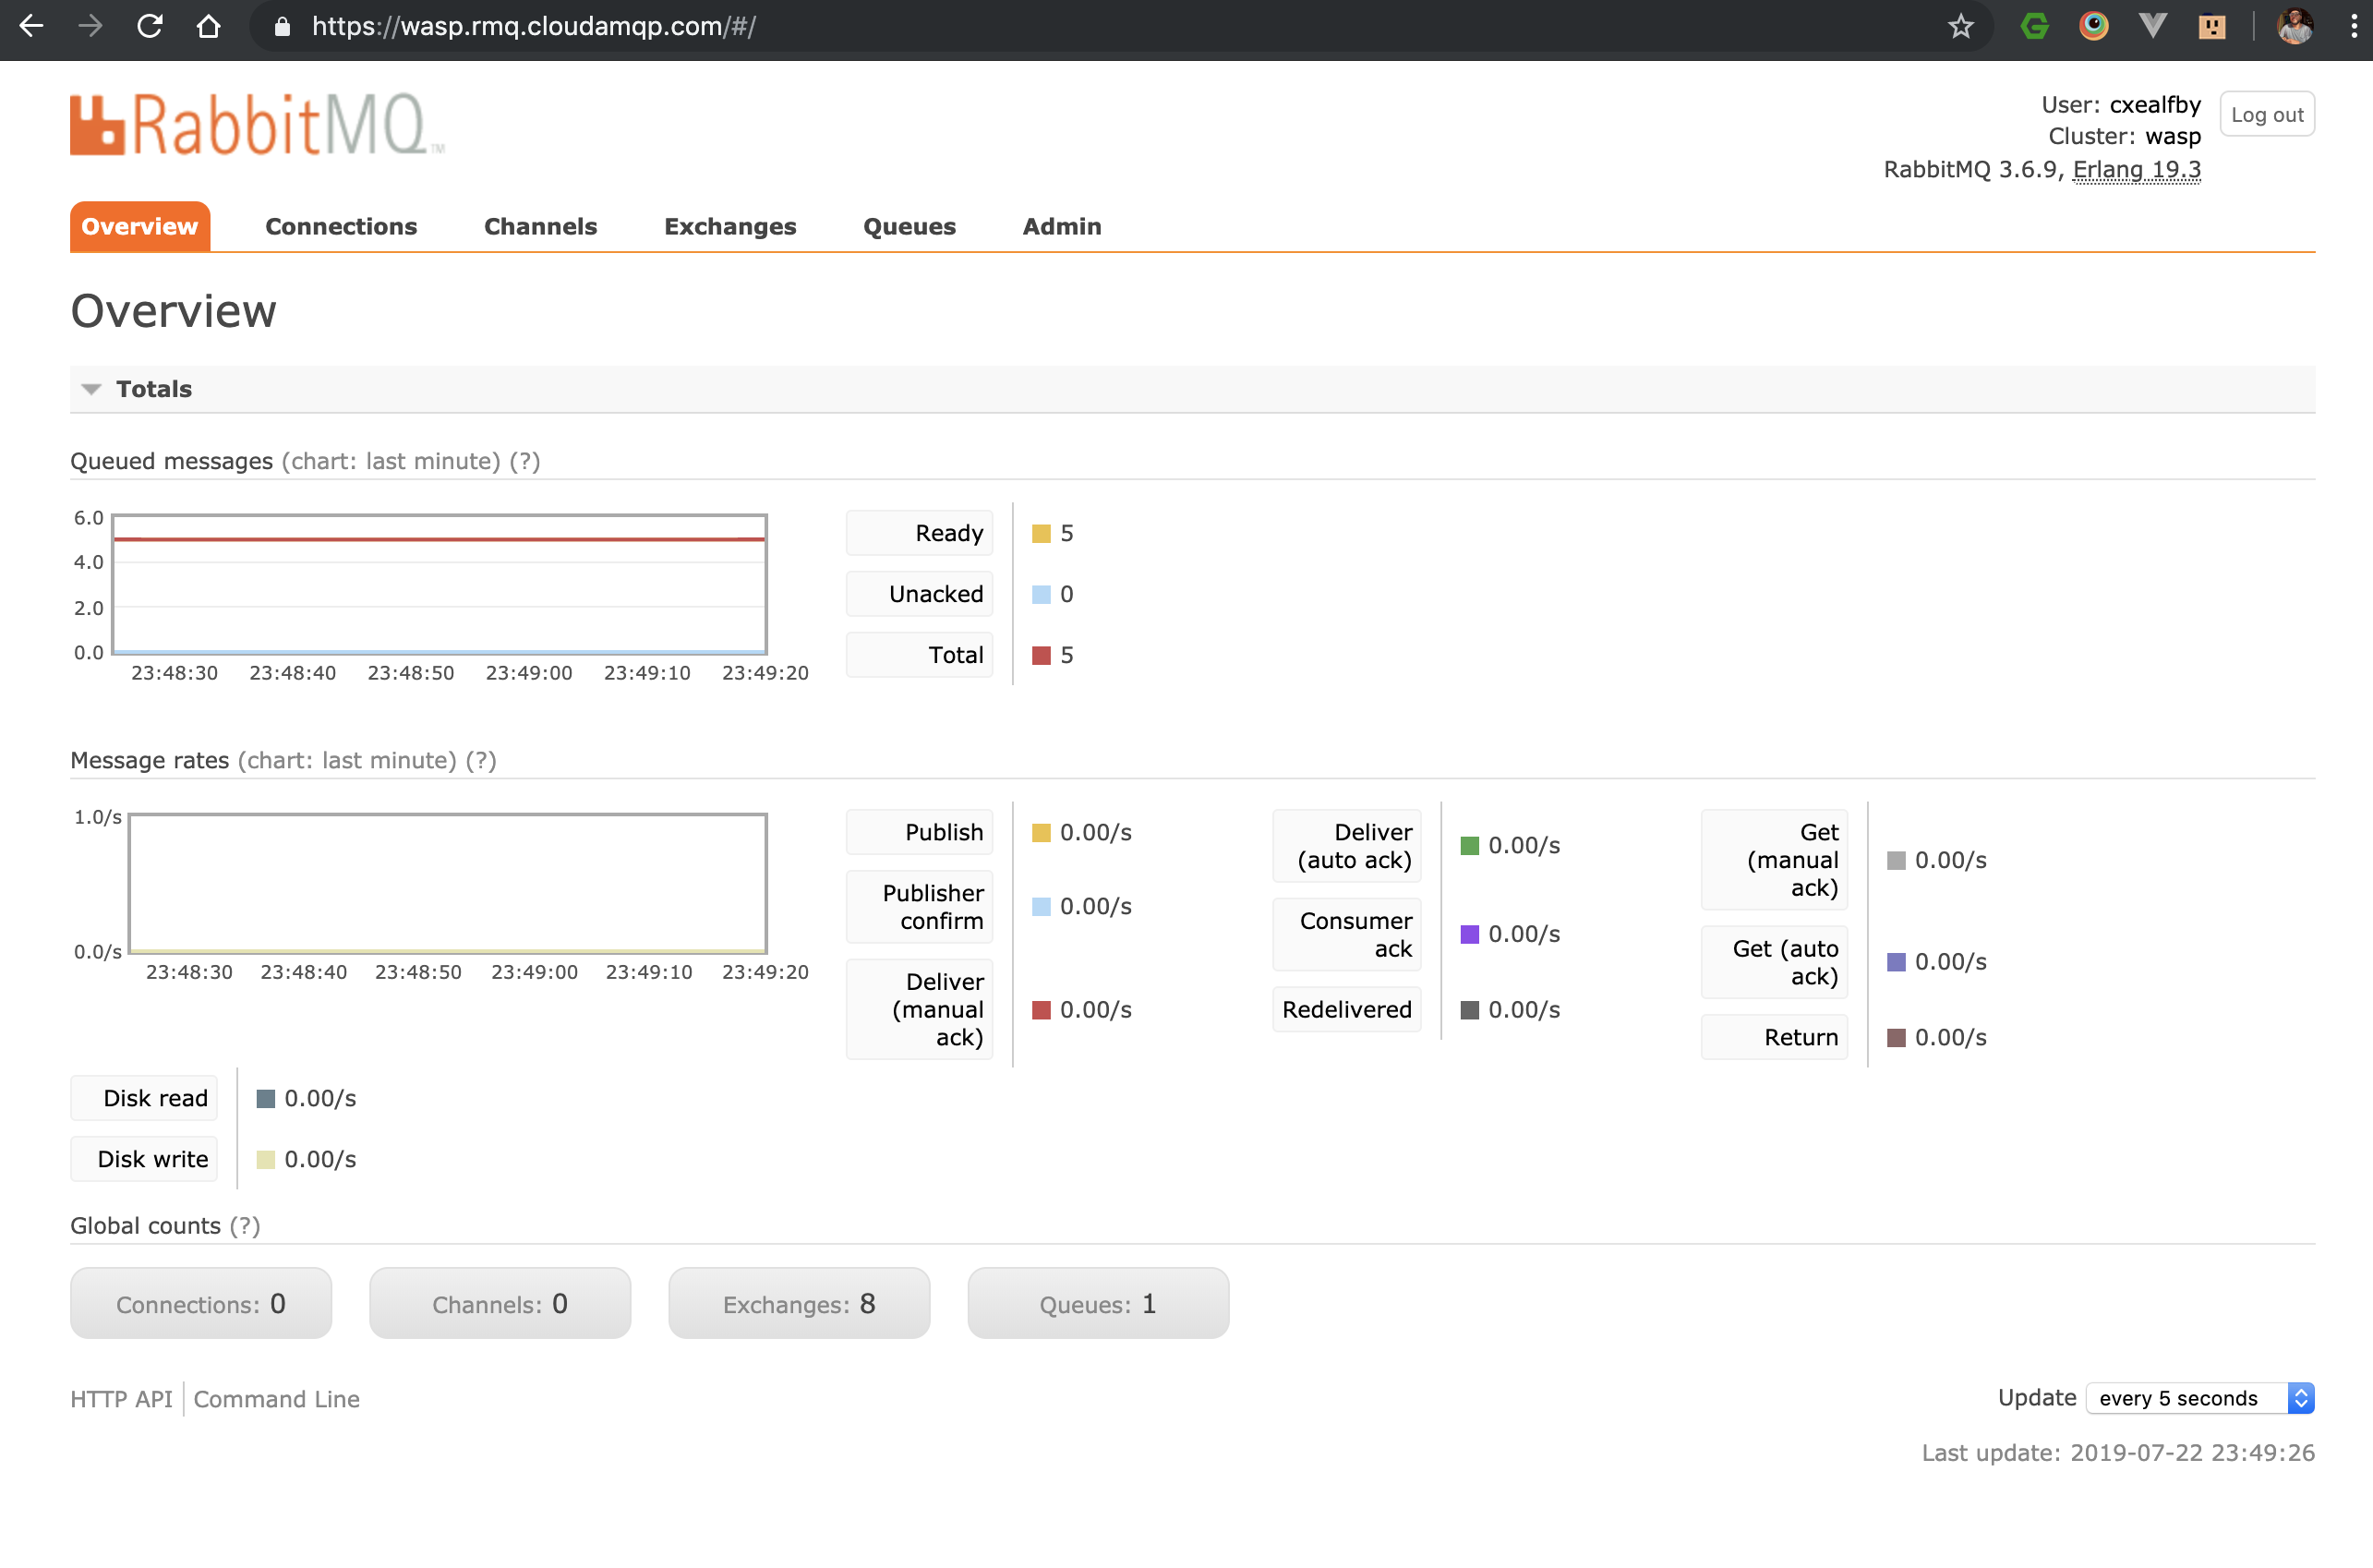 https://wasp.rmq.cloudamqp.com/#/
RabbitMQ™
User: cxealfby
Cluster: wasp
RabbitMQ 3.6.9, Erlang 19.3
Log out
Overview Connections Channels Exchanges Queues Admin
Overview
Totals
Queued messages (chart: last minute) (?)
6.0
4.0
2.0
0.0
23:48:30 23:48:40 23:48:50 23:49:00 23:49:10 23:49:20
Ready 5
Unacked 0
Total 5
Message rates (chart: last minute) (?)
1.0/s
0.0/s
23:48:30 23:48:40 23:48:50 23:49:00 23:49:10 23:49:20
Publish 0.00/s
Publisher
confirm 0.00/s
Deliver
(manual 0.00/s
ack)
Deliver
(auto ack) 0.00/s
Consumer
ack 0.00/s
Redelivered 0.00/s
Get
(manual 0.00/s
ack)
Get (auto
ack) 0.00/s
Return 0.00/s
Disk read 0.00/s
Disk write 0.00/s
Global counts (?)
Connections: 0 Channels: 0 Exchanges: 8 Queues: 1
HTTP API Command Line
Update every 5 seconds
Last update: 2019-07-22 23:49:26